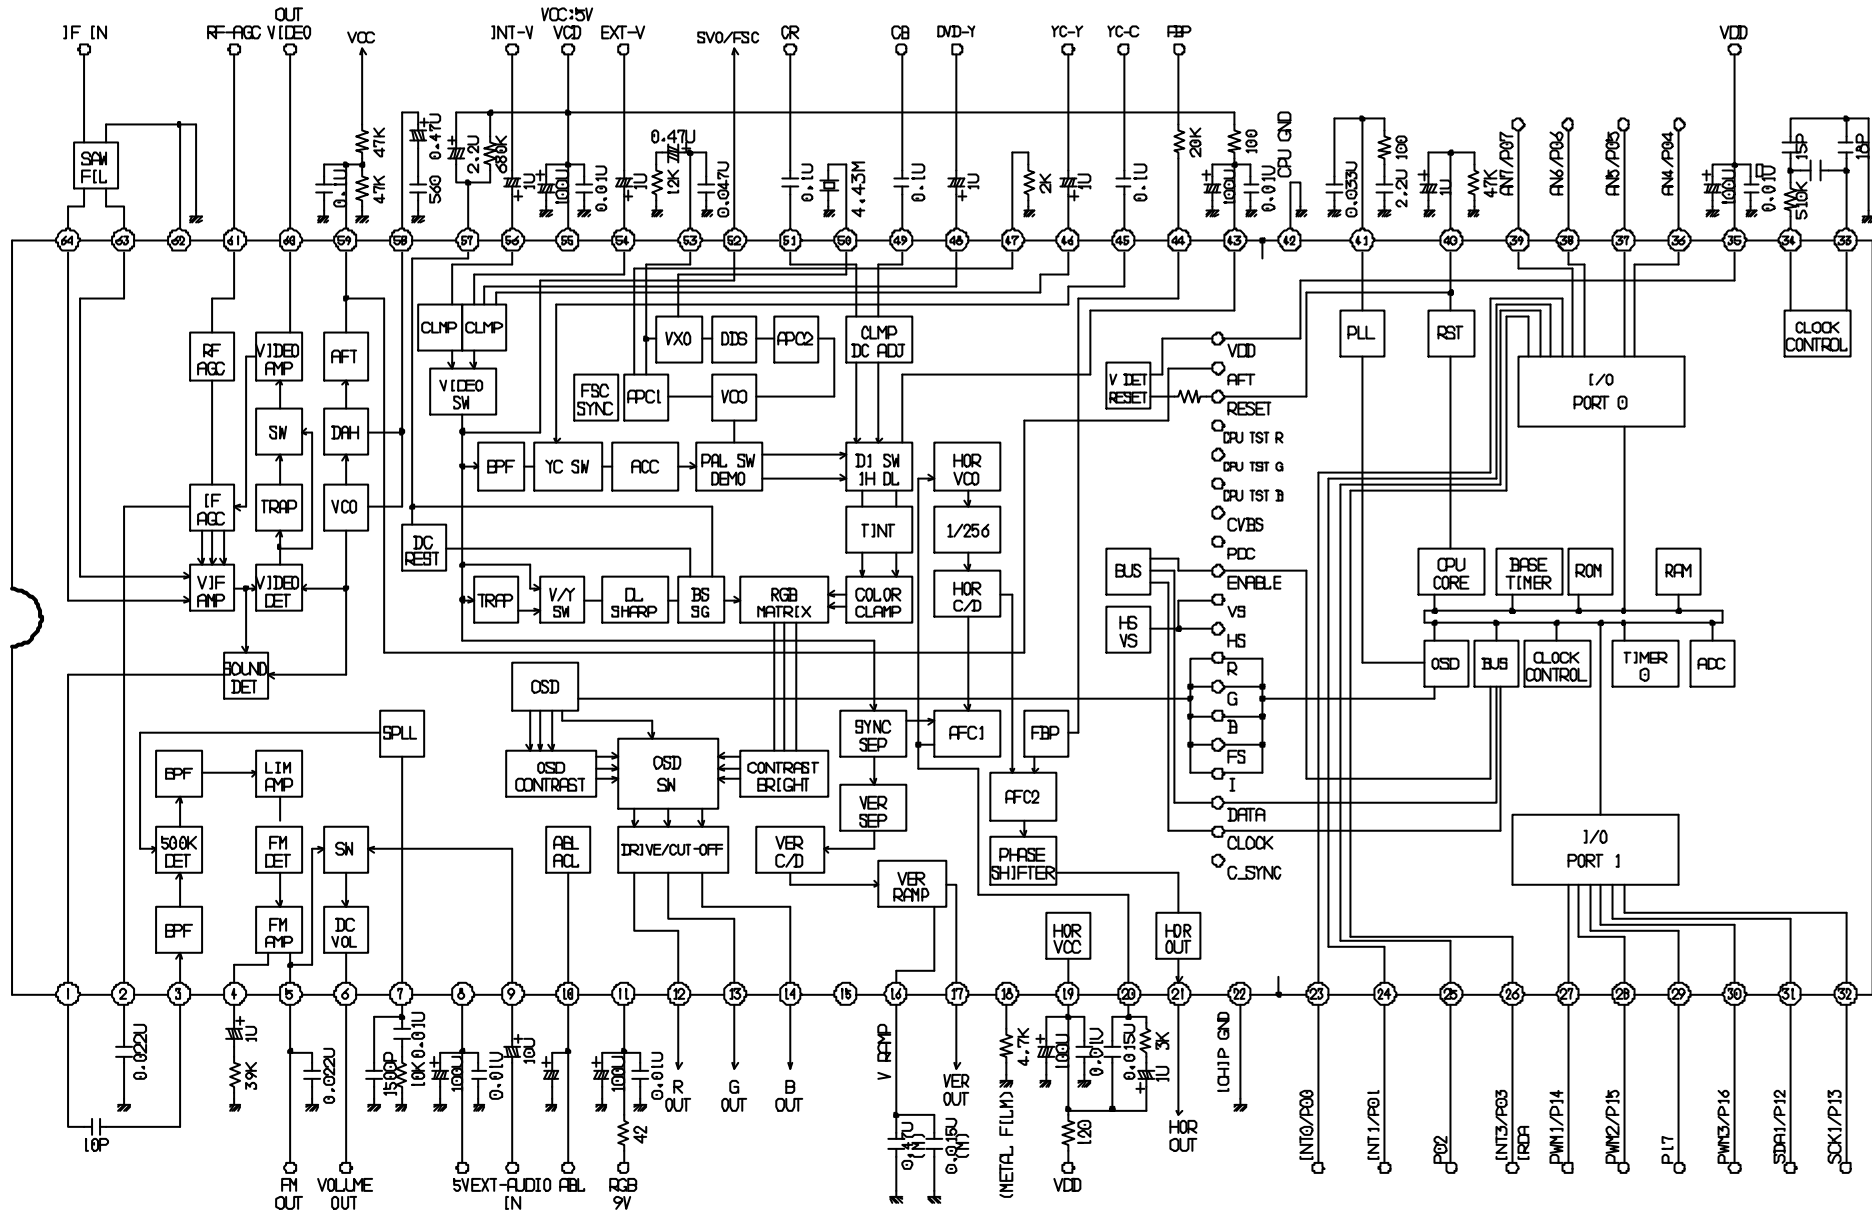 IF IN
RF-AGC
OUT
VIDEO
VCC
INT-V
VCC:5V
VCD
EXT-V
SVO/FSC
CR
CB
DVD-Y
YC-Y
YC-C
FBP
VDD
SAW
FIL
0.1U
47K
47K
0.47U
560
2.2U
680K
1U
100U
0.01U
1U
0.47U
12K
0.047U
0.1U
4.43M
0.1U
1U
2K
1U
0.1U
20K
100
100U
0.01U
CPU GND
0.033U
100
2.2U
1U
47K
AN7/P07
AN6/P06
AN5/P05
AN4/P04
100U
0.01U
15P
510K
18P
64 63 62 61 60 59 58 57 56 55 54 53 52 51 50 49 48 47 46 45 44 43 42 41 40 39 38 37 36 35 34 33
RF
AGC
VIDEO
AMP
AFT
CLMP
CLMP
VXO
DDS
APC2
CLMP
DC ADJ
PLL
RST
CLOCK
CONTROL
VIDEO
SW
FSC
SYNC
APC1
VCO
V DET
RESET
I/O
PORT 0
SW
DAH
BPF
YC SW
ACC
PAL SW
DEMO
D1 SW
1H DL
HOR
VCO
IF
AGC
TRAP
VCO
DC
REST
TINT
1/256
VIF
AMP
VIDEO
DET
TRAP
V/Y
SW
DL
SHARP
BS
SG
RGB
MATRIX
COLOR
CLAMP
HOR
C/D
BUS
HS
VS
VDD
AFT
RESET
CPU TST R
CPU TST G
CPU TST B
CVBS
PDC
ENABLE
VS
HS
R
G
B
FS
I
DATA
CLOCK
C_SYNC
CPU
CORE
BASE
TIMER
ROM
RAM
OSD
BUS
CLOCK
CONTROL
TIMER
0
ADC
SOUND
DET
OSD
SPLL
SYNC
SEP
AFC1
FBP
BPF
LIM
AMP
OSD
CONTRAST
OSD
SW
CONTRAST
BRIGHT
VER
SEP
AFC2
500K
DET
FM
DET
SW
ABL
ACL
DRIVE/CUT-OFF
VER
C/D
PHASE
SHIFTER
I/O
PORT 1
VER
RAMP
BPF
FM
AMP
DC
VOL
HOR
VCC
HOR
OUT
1 2 3 4 5 6 7 8 9 10 11 12 13 14 15 16 17 18 19 20 21 22 23 24 25 26 27 28 29 30 31 32
0.022U
1U
39K
0.022U
1500P
10K
0.01U
100U
0.01U
10U
100U
0.01U
42
10P
R
OUT
G
OUT
B
OUT
V RAMP
0.47U
(M)
0.015U
(M)
VER
OUT
4.7K
(METAL FILM)
100U
0.01U
0.015U
3K
1U
120
VDD
HOR
OUT
1CHIP GND
FM
OUT
VOLUME
OUT
5V
EXT-AUDIO
IN
ABL
RGB
9V
INT0/P00
INT1/P01
P02
INT3/P03
IRDA
PWM1/P14
PWM2/P15
P17
PWM3/P16
SDA1/P12
SCK1/P13